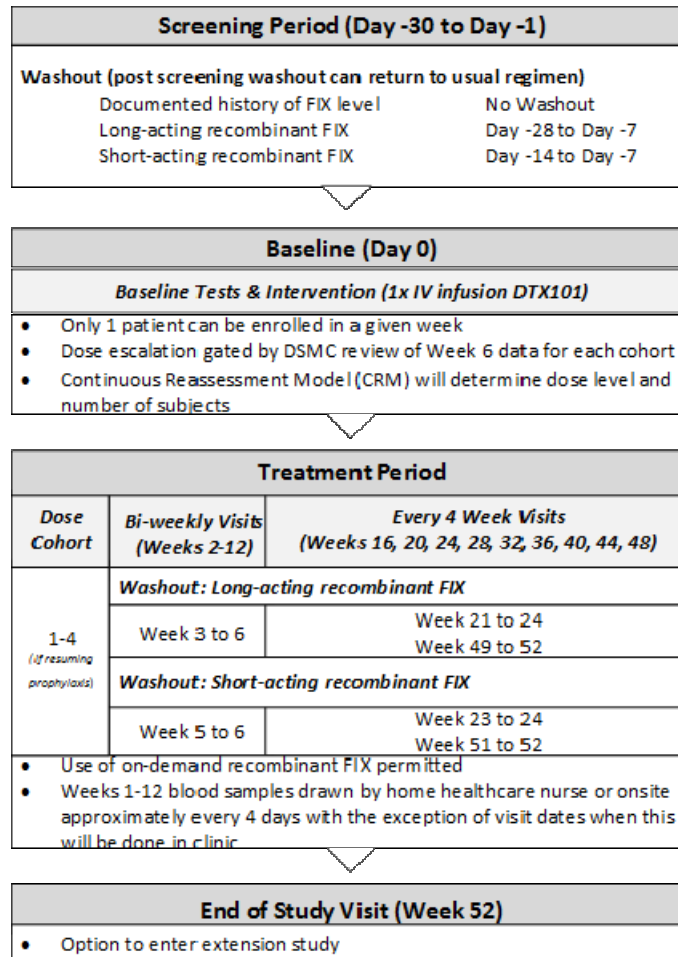 Screening Period (Day -30 to Day -1)
Washout (post screening washout can return to usual regimen)
Documented history of FIX level No Washout
Long-acting recombinant FIX Day -28 to Day -7
Short-acting recombinant FIX Day -14 to Day -7
Baseline (Day 0)
Baseline Tests & Intervention (1x IV infusion DTX101)
• Only 1 patient can be enrolled in a given week
• Dose escalation gated by DSMC review of Week 6 data for each cohort
• Continuous Reassessment Model (CRM) will determine dose level and
number of subjects
Treatment Period
Dose
Cohort
Bi-weekly Visits
(Weeks 2-12)
Every 4 Week Visits
(Weeks 16, 20, 24, 28, 32, 36, 40, 44, 48)
1-4
(if resuming
prophylaxis)
Washout: Long-acting recombinant FIX
Week 3 to 6
Week 21 to 24
Week 49 to 52
Washout: Short-acting recombinant FIX
Week 5 to 6
Week 23 to 24
Week 51 to 52
• Use of on-demand recombinant FIX permitted
• Weeks 1-12 blood samples drawn by home healthcare nurse or onsite
approximately every 4 days with the exception of visit dates when this
will be done in clinic
End of Study Visit (Week 52)
• Option to enter extension study